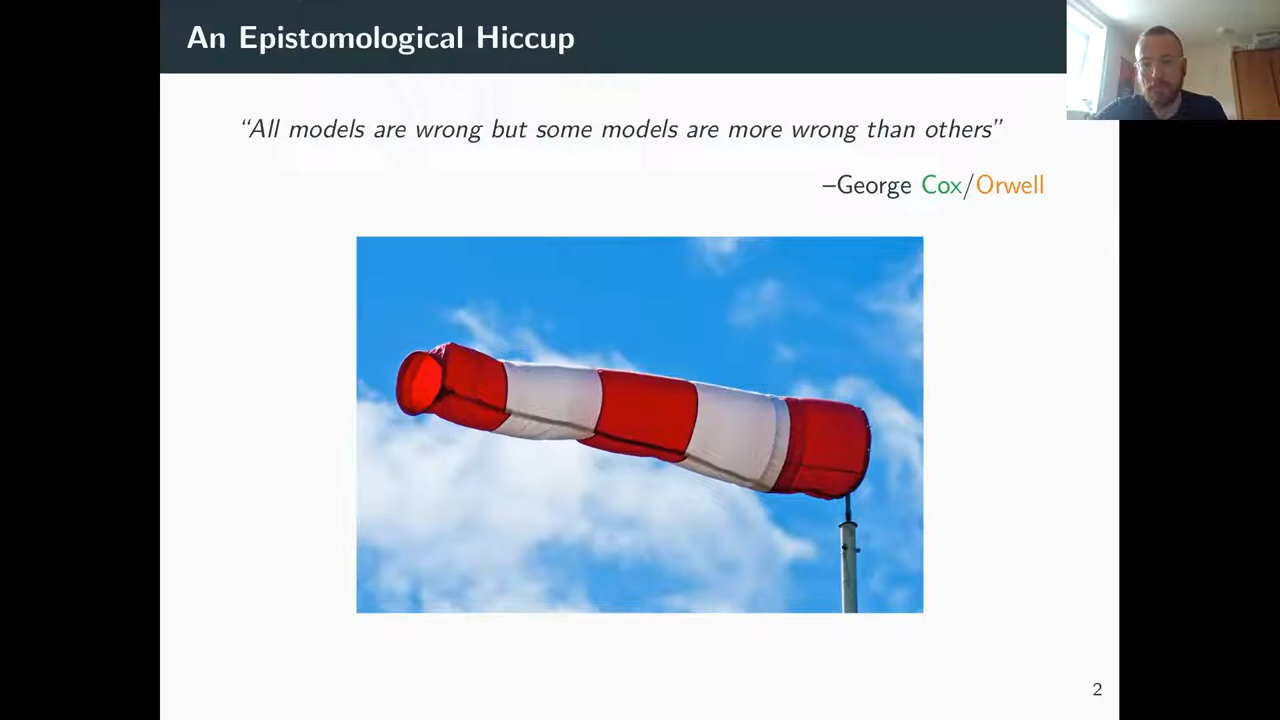 An Epistomological Hiccup
“All models are wrong but some models are more wrong than others”
–George Cox/Orwell
2